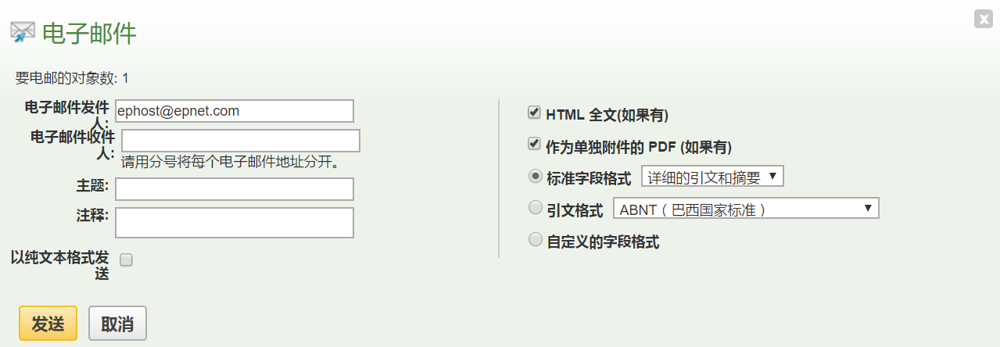 电子邮件
要电邮的对象数: 1
电子邮件发件
人:
ephost@epnet.com
电子邮件收件
人:
请用分号将每个电子邮件地址分开。
主题:
注释:
以纯文本格式发
送
发送
取消
HTML 全文(如果有)
作为单独附件的 PDF (如果有)
标准字段格式 详细的引文和摘要
引文格式 ABNT（巴西国家标准）
自定义的字段格式